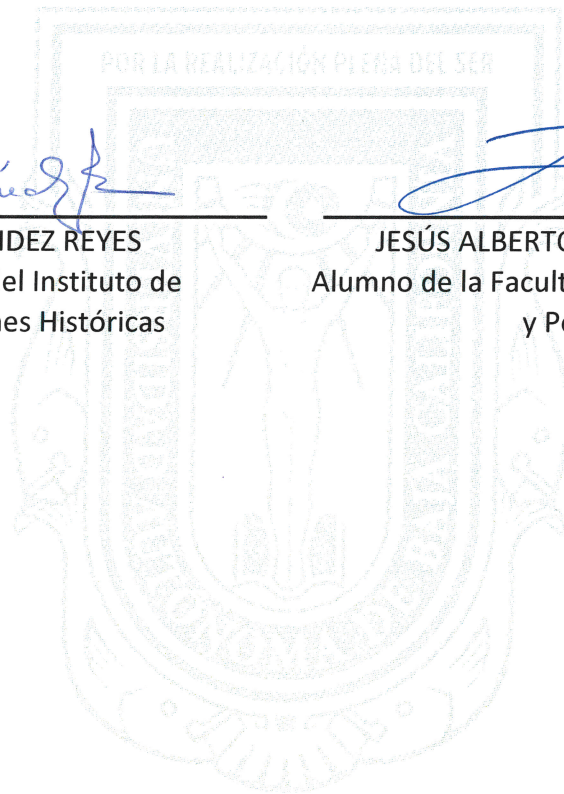 POR LA REALIZACIÓN PLENA DEL SER
NDEZ REYES
el Instituto de
nes Históricas
JESÚS ALBERTO
Alumno de la Facult
y P